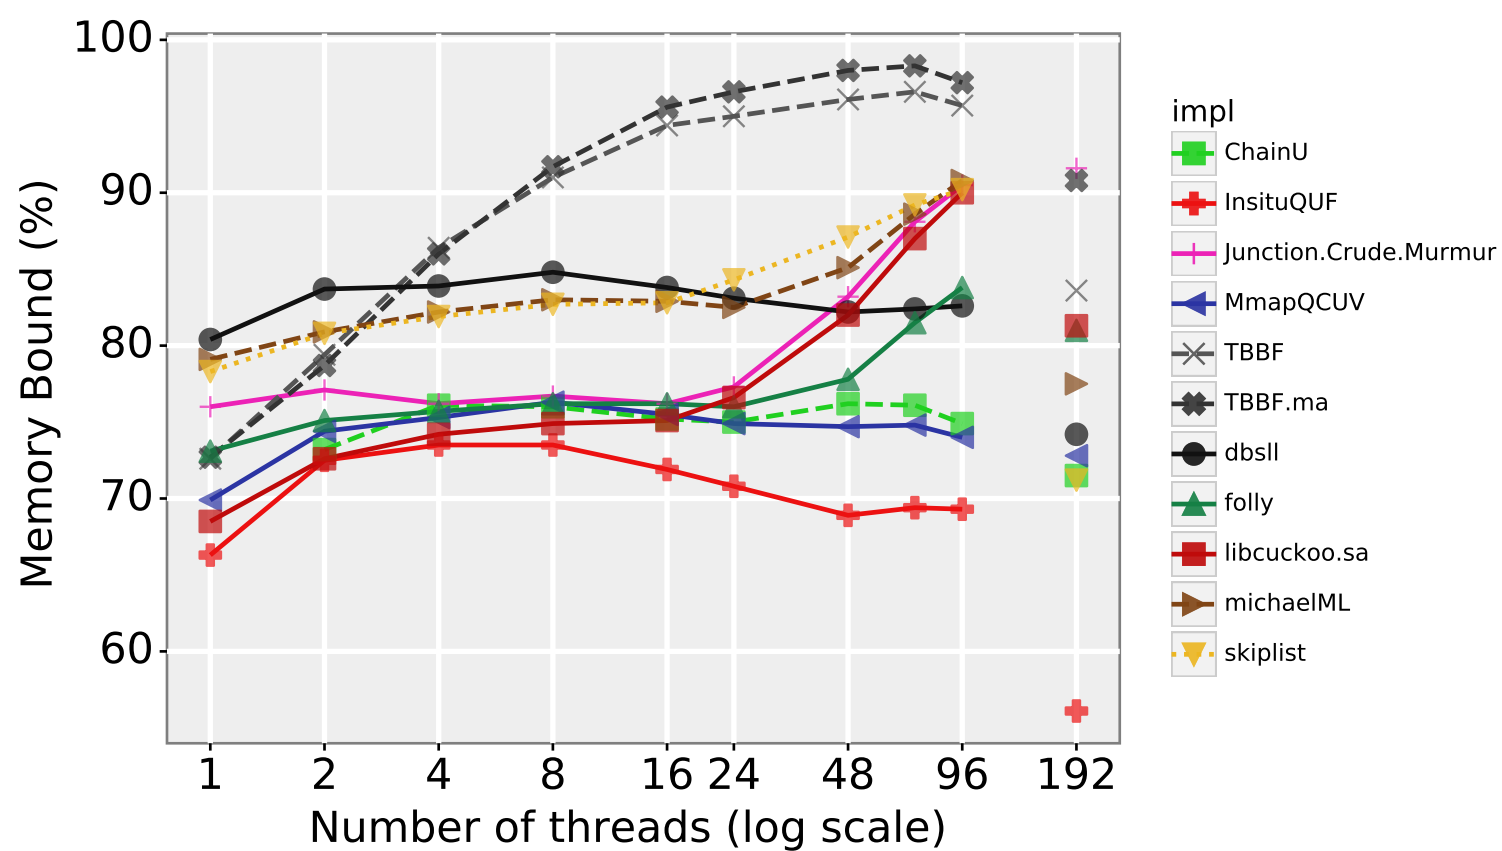 Memory Bound (%)
100
90
80
70
60
1 2 4 8 16 24 48 96 192
Number of threads (log scale)
impl
ChainU
InsituQUF
Junction.Crude.Murmur
MmapQCUV
TBBF
TBBF.ma
dbsll
folly
libcuckoo.sa
michaelML
skiplist